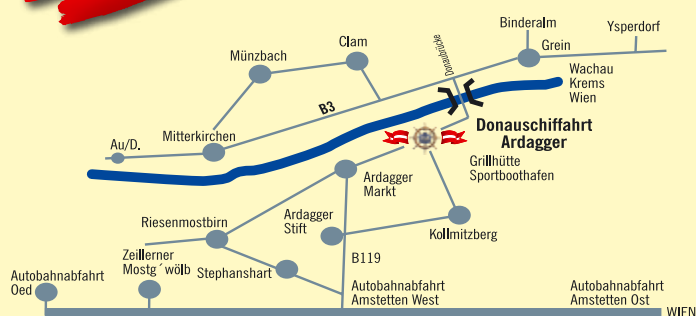 Binderalm
Ysperdorf
Grein
Clam
Donaubrücke
Münzbach
Wachau
Krems
Wien
B3
Mitterkirchen
Au/D.
Donauschiffahrt
Ardagger
Grillhütte
Sportboothafen
Ardagger
Markt
Ardagger
Stift
Riesenmostbirn
Kollmitzberg
Zeillerner
Mostg´wölb
Stephanshart
B119
Autobahnabfahrt
Oed
Autobahnabfahrt
Amstetten West
Autobahnabfahrt
Amstetten Ost
WIEN